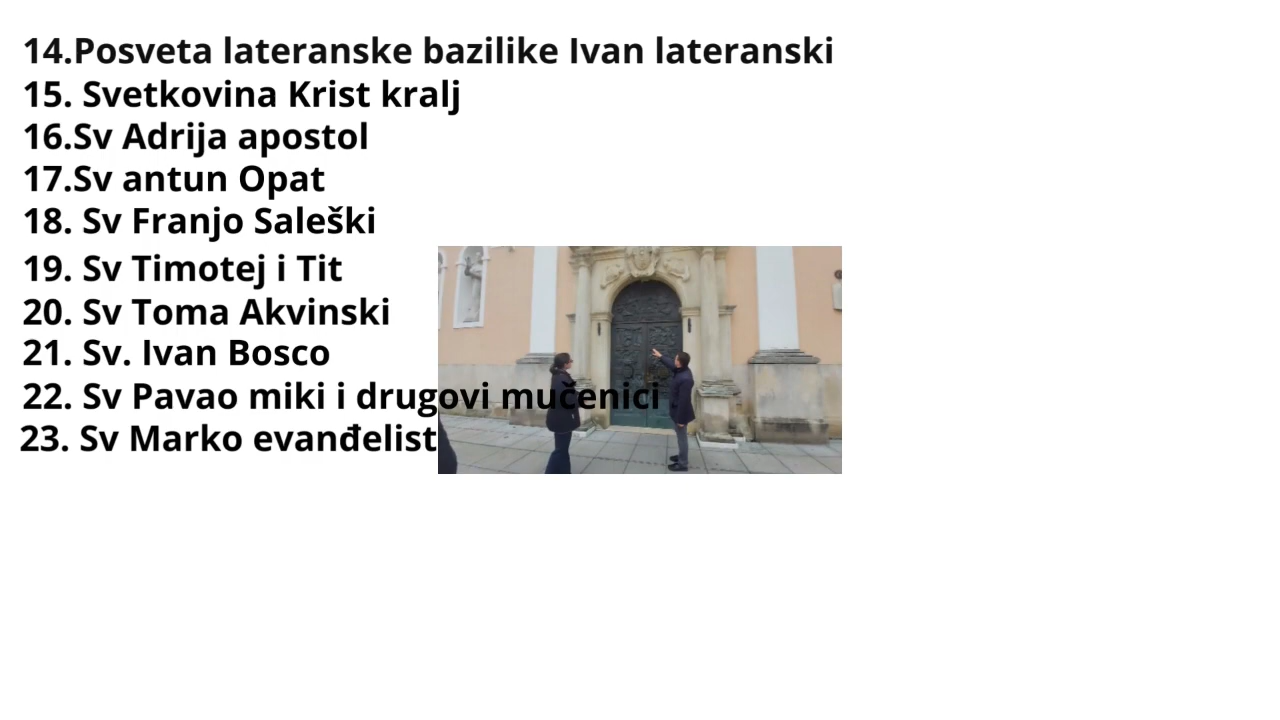 14.Posveta lateranske bazilike Ivan lateranski
15. Svetkovina Krist kralj
16.Sv Adrija apostol
17.Sv antun Opat
18. Sv Franjo Saleški
19. Sv Timotej i Tit
20. Sv Toma Akvinski
21. Sv. Ivan Bosco
22. Sv Pavao miki i drugovi mučenici
23. Sv Marko evanđelist